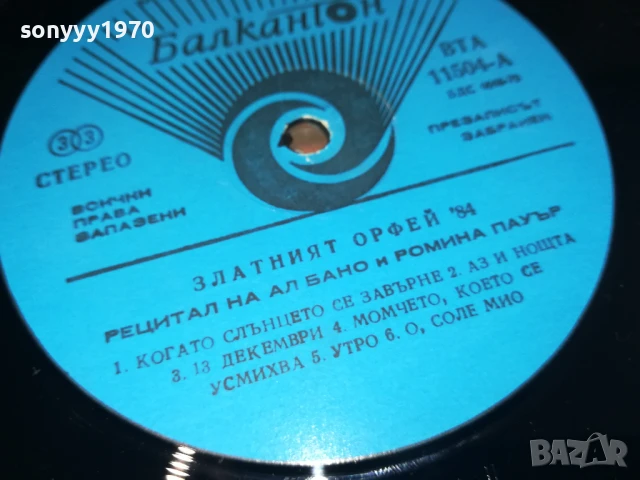 sonyyy1970
Балкантон
ВТА
11504-А
33
СТЕРЕО
ВСИЧКИ
ПРАВА
ЗАПАЗЕНИ
ПРЕЗАПИСЪТ
ЗАБРАНЕН
ЗЛАТНИЯТ ОРФЕЙ '84
РЕЦИТАЛ НА АЛ БАНО и РОМИНА ПАУЪР
1. КОГАТО СЛЪНЦЕТО СЕ ЗАВЪРНЕ 2. АЗ И НОЩТА
3. 13 ДЕКЕМВРИ 4. МОМЧЕТО, КОЕТО СЕ
УСМИХВА 5. УТРО 6. О, СОЛЕ МИО
BAZAR